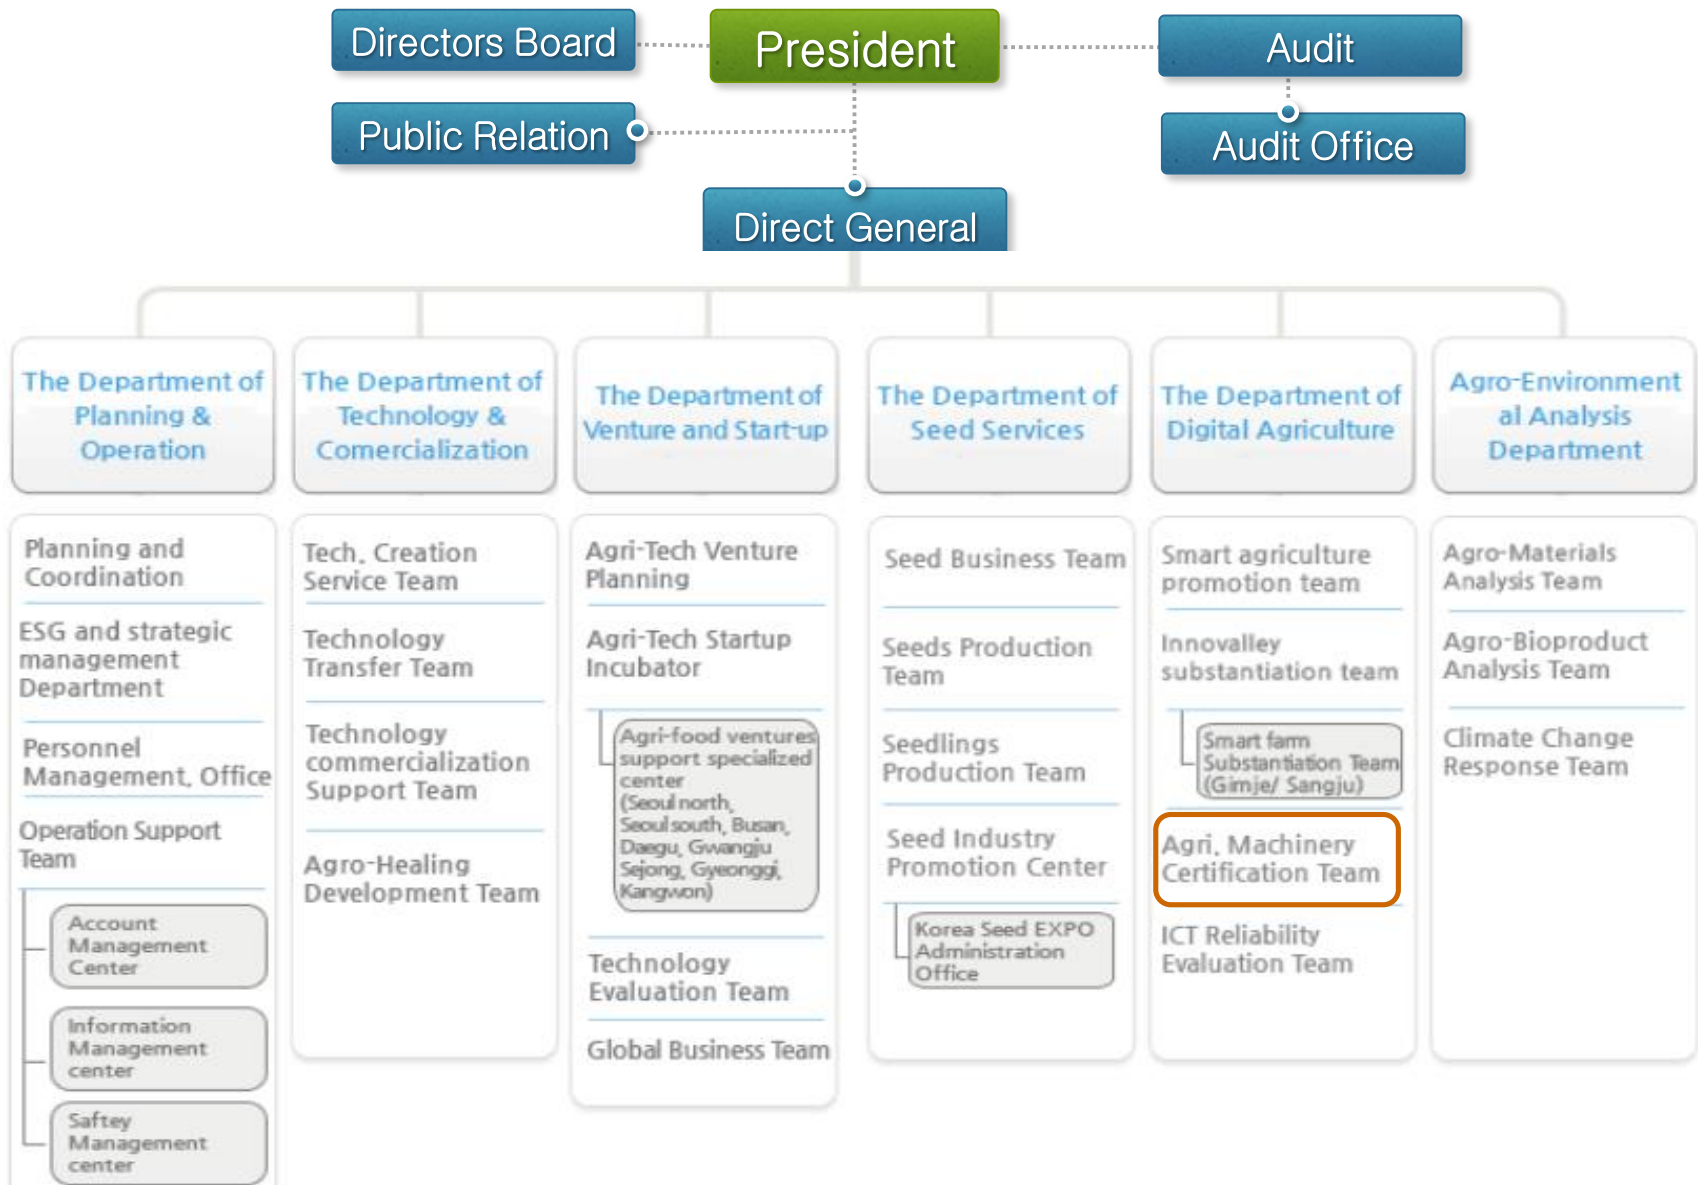 Directors Board
President
Audit
Public Relation
Audit Office
Direct General
The Department of
Planning &
Operation
The Department of
Technology &
Comercialization
The Department of
Venture and Start-up
The Department of
Seed Services
The Department of
Digital Agriculture
Agro-Environment
al Analysis
Department
Planning and
Coordination
ESG and strategic
management
Department
Personnel
Management, Office
Operation Support
Team
Account
Management
Center
Information
Management
center
Saftey
Management
center
Tech. Creation
Service Team
Technology
Transfer Team
Technology
commercialization
Support Team
Agro-Healing
Development Team
Agri-Tech Venture
Planning
Agri-Tech Startup
Incubator
Agri-food ventures
support specialized
center
(Seoul north,
Seoul south, Busan,
Daegu, Gwangju
Sejong, Gyeonggi,
Kangwon)
Technology
Evaluation Team
Global Business Team
Seed Business Team
Seeds Production
Team
Seedlings
Production Team
Seed Industry
Promotion Center
Korea Seed EXPO
Administration
Office
Smart agriculture
promotion team
Innovalley
substantiation team
Smart farm
Substantiation Team
(Gimje/ Sangju)
Agri. Machinery
Certification Team
ICT Reliability
Evaluation Team
Agro-Materials
Analysis Team
Agro-Bioproduct
Analysis Team
Climate Change
Response Team